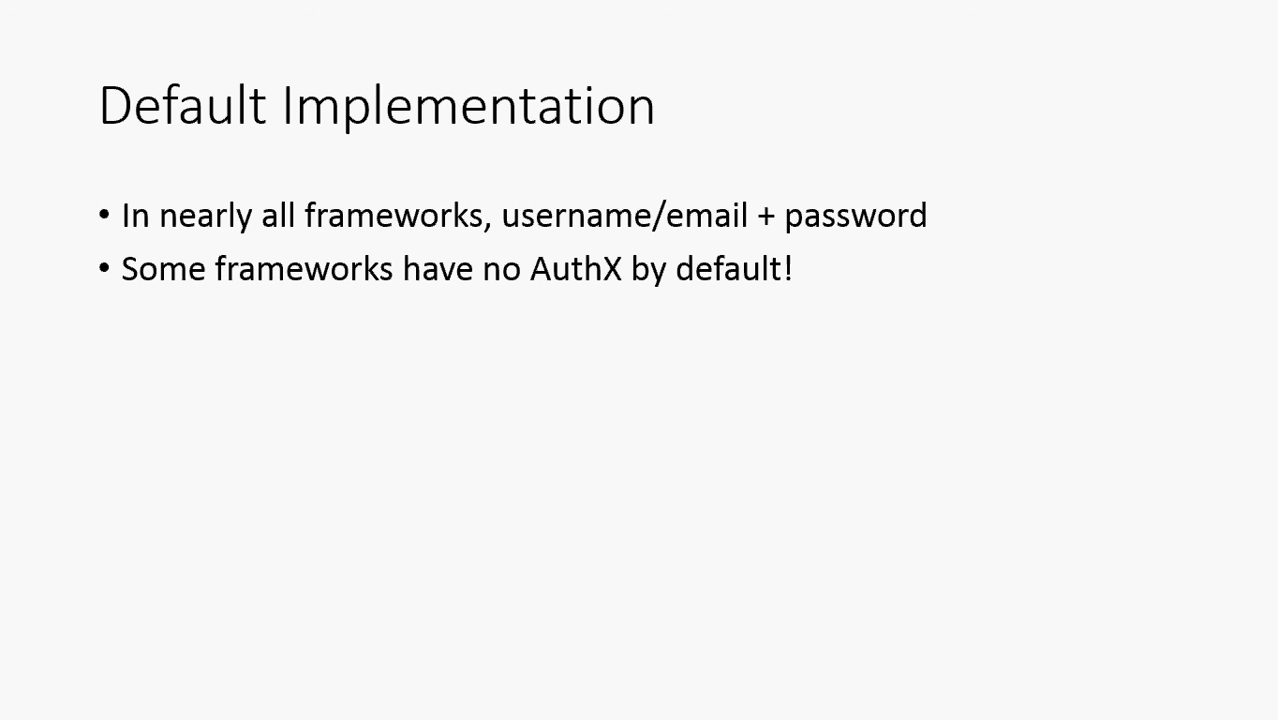 Default Implementation
• In nearly all frameworks, username/email + password
• Some frameworks have no AuthX by default!